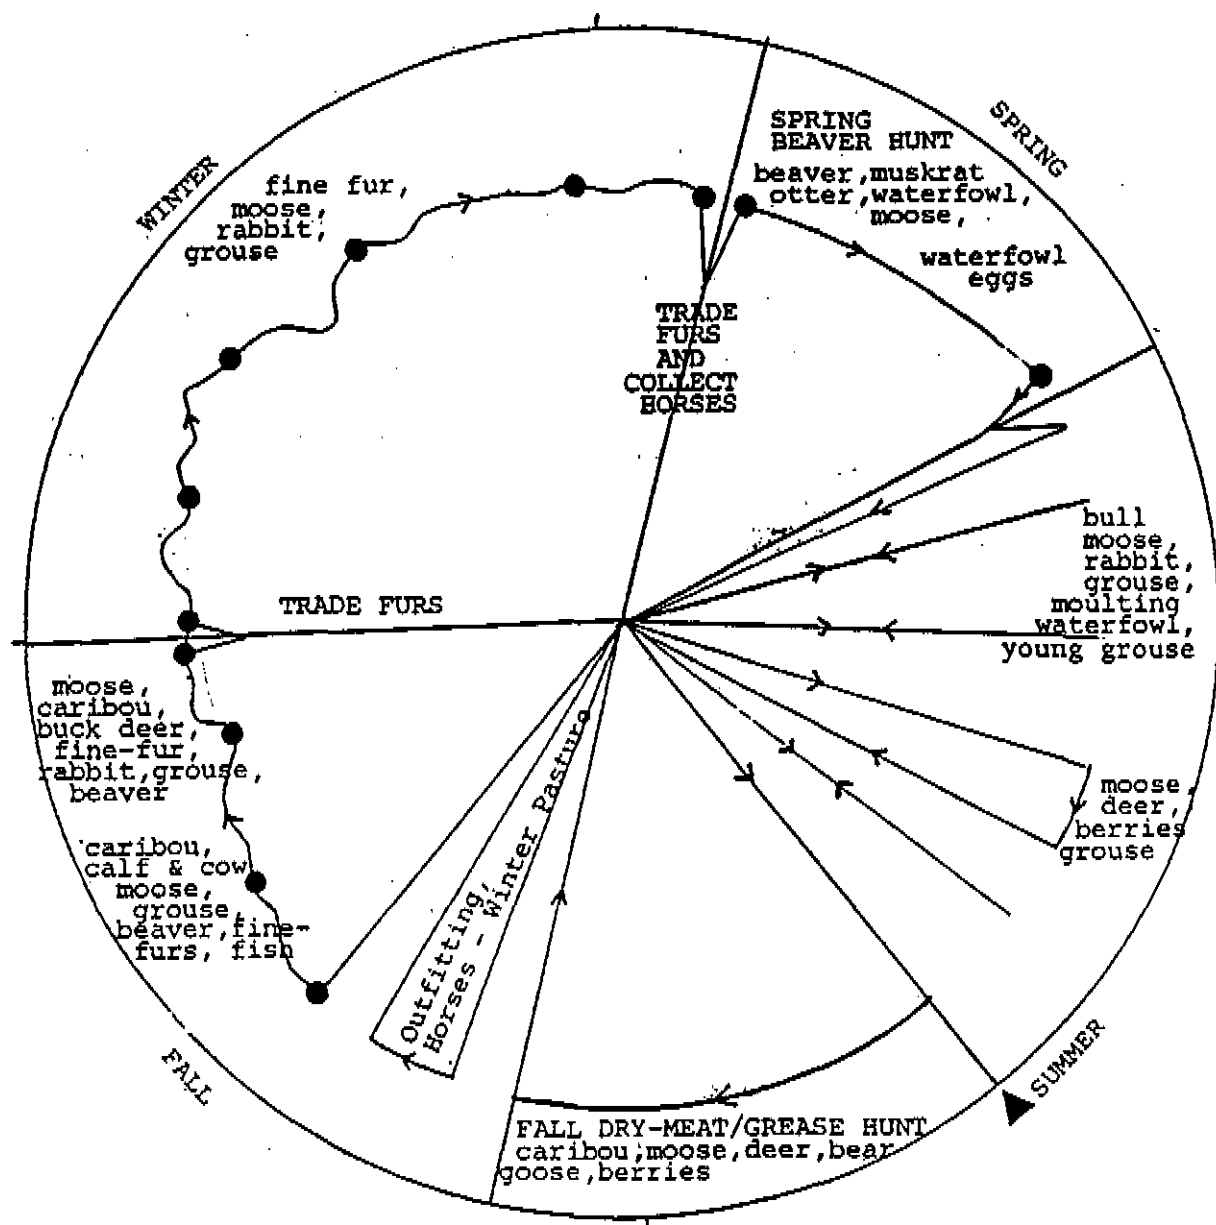 WINTER
fine fur,
moose,
rabbit,
grouse
SPRING
SPRING
BEAVER HUNT
beaver,muskrat
otter,waterfowl,
moose,
waterfowl
eggs
TRADE
FURS
AND
COLLECT
HORSES
bull
moose,
rabbit,
grouse,
moulting
waterfowl,
young grouse
moose,
deer,
berries
grouse
SUMMER
FALL DRY-MEAT/GREASE HUNT
caribou,moose,deer,bear
goose,berries
Outfitting,
Horses - Winter Pasture
FALL
caribou,
calf & cow
moose,
grouse,
beaver,fine-
furs, fish
moose,
caribou,
buck deer,
fine-fur,
rabbit,grouse,
beaver
TRADE FURS